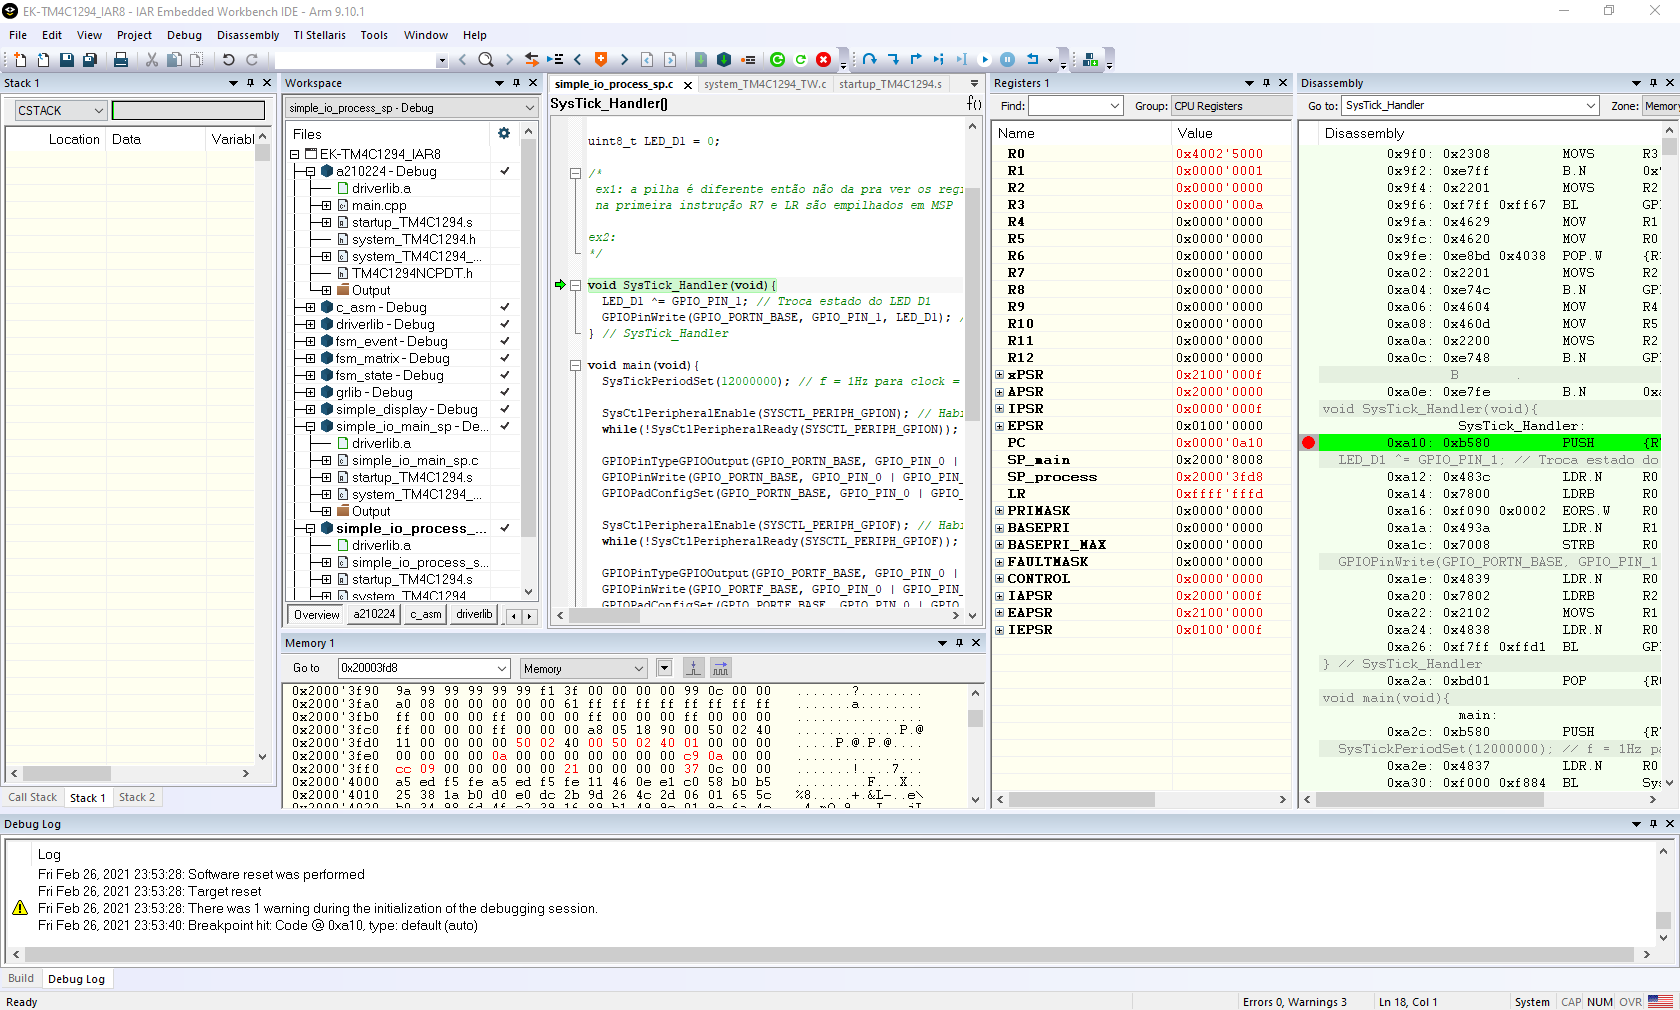 EK-TM4C1294_IAR8 - IAR Embedded Workbench IDE - Arm 9.10.1
File Edit View Project Debug Disassembly TI Stellaris Tools Window Help
Stack 1
CSTACK
Location Data Variabl
Call Stack Stack 1 Stack 2
Workspace
simple_io_process_sp - Debug
Files
EK-TM4C1294_IAR8
a210224 - Debug
driverlib.a
main.cpp
startup_TM4C1294.s
system_TM4C1294.h
system_TM4C1294_...
TM4C1294NCPDT.h
Output
c_asm - Debug
driverlib - Debug
fsm_event - Debug
fsm_matrix - Debug
fsm_state - Debug
grlib - Debug
simple_display - Debug
simple_io_main_sp - De...
driverlib.a
simple_io_main_sp.c
startup_TM4C1294.s
system_TM4C1294_...
Output
simple_io_process_...
driverlib.a
simple_io_process_s...
startup_TM4C1294.s
system_TM4C1294
Overview a210224 c_asm driverlib
simple_io_process_sp.c system_TM4C1294_TW.c startup_TM4C1294.s
SysTick_Handler() f()
uint8_t LED_D1 = 0;
/*
ex1: a pilha é diferente então não da pra ver os regi
na primeira instrução R7 e LR são empilhados em MSP
ex2:
*/
void SysTick_Handler(void){
LED_D1 ^= GPIO_PIN_1; // Troca estado do LED D1
GPIOPinWrite(GPIO_PORTN_BASE, GPIO_PIN_1, LED_D1); /
} // SysTick_Handler
void main(void){
SysTickPeriodSet(12000000); // f = 1Hz para clock =
SysCtlPeripheralEnable(SYSCTL_PERIPH_GPION); // Habi
while(!SysCtlPeripheralReady(SYSCTL_PERIPH_GPION));
GPIOPinTypeGPIOOutput(GPIO_PORTN_BASE, GPIO_PIN_0 |
GPIOPinWrite(GPIO_PORTN_BASE, GPIO_PIN_0 | GPIO_PIN_
GPIOPadConfigSet(GPIO_PORTN_BASE, GPIO_PIN_0 | GPIO_
SysCtlPeripheralEnable(SYSCTL_PERIPH_GPIOF); // Habi
while(!SysCtlPeripheralReady(SYSCTL_PERIPH_GPIOF));
GPIOPinTypeGPIOOutput(GPIO_PORTF_BASE, GPIO_PIN_0 |
GPIOPinWrite(GPIO_PORTF_BASE, GPIO_PIN_0 | GPIO_PIN_
GPIOPadConfigSet(GPIO_PORTF_BASE, GPIO_PIN_0 | GPIO
Registers 1
Find: Group: CPU Registers
Name Value
R0 0x4002'5000
R1 0x0000'0001
R2 0x0000'0000
R3 0x0000'000a
R4 0x0000'0000
R5 0x0000'0000
R6 0x0000'0000
R7 0x0000'0000
R8 0x0000'0000
R9 0x0000'0000
R10 0x0000'0000
R11 0x0000'0000
R12 0x0000'0000
xPSR 0x2100'000f
APSR 0x2000'0000
IPSR 0x0000'000f
EPSR 0x0100'0000
PC 0x0000'0a10
SP_main 0x2000'8008
SP_process 0x2000'3fd8
LR 0xffff'fffd
PRIMASK 0x0000'0000
BASEPRI 0x0000'0000
BASEPRI_MAX 0x0000'0000
FAULTMASK 0x0000'0000
CONTROL 0x0000'0000
IAPSR 0x2000'000f
EAPSR 0x2100'0000
IEPSR 0x0100'000f
Disassembly
Go to: SysTick_Handler Zone: Memory
Disassembly
0x9f0: 0x2308 MOVS R3
0x9f2: 0xe7ff B.N 0x
0x9f4: 0x2201 MOVS R2
0x9f6: 0xf7ff 0xff67 BL GPI
0x9fa: 0x4629 MOV R1
0x9fc: 0x4620 MOV R0
0x9fe: 0xe8bd 0x4038 POP.W {R3
0xa02: 0x2201 MOVS R2
0xa04: 0xe74c B.N GPI
0xa06: 0x4604 MOV R4
0xa08: 0x460d MOV R5
0xa0a: 0x2200 MOVS R2
0xa0c: 0xe748 B.N GPI
B .
0xa0e: 0xe7fe B.N 0xa
void SysTick_Handler(void){
SysTick_Handler:
0xa10: 0xb580 PUSH {R7
LED_D1 ^= GPIO_PIN_1; // Troca estado do
0xa12: 0x483c LDR.N R0
0xa14: 0x7800 LDRB R0
0xa16: 0xf090 0x0002 EORS.W R0
0xa1a: 0x493a LDR.N R1
0xa1c: 0x7008 STRB R0
GPIOPinWrite(GPIO_PORTN_BASE, GPIO_PIN_1
0xa1e: 0x4839 LDR.N R0
0xa20: 0x7802 LDRB R2
0xa22: 0x2102 MOVS R1
0xa24: 0x4838 LDR.N R0
0xa26: 0xf7ff 0xffd1 BL GPI
} // SysTick_Handler
0xa2a: 0xbd01 POP {R0
void main(void){
main:
0xa2c: 0xb580 PUSH {R7
SysTickPeriodSet(12000000); // f = 1Hz pa
0xa2e: 0x4837 LDR.N R0
0xa30: 0xf000 0xf884 BL Sys
Memory 1
Go to 0x20003fd8 Memory
0x2000'3f90 9a 99 99 99 99 99 f1 3f 00 00 00 00 99 0c 00 00 .......?........
0x2000'3fa0 a0 08 00 00 00 00 00 61 ff ff ff ff ff ff ff ff .......a........
0x2000'3fb0 ff 00 00 00 ff 00 00 00 00 00 ff 00 00 00 00 00 ................
0x2000'3fc0 ff 00 00 00 00 00 00 00 a8 05 18 90 00 50 02 40 .............P.@
0x2000'3fd0 11 00 00 00 00 50 02 40 00 50 02 40 01 00 00 00 .....P.@.P.@....
0x2000'3fe0 00 00 00 00 0a 00 00 00 00 00 00 00 c9 0a 00 00 ................
0x2000'3ff0 cc 09 00 00 00 00 00 21 00 00 00 00 37 0c 00 00 .......!....7...
0x2000'4000 a5 ed f5 fe a5 ed f5 fe 11 46 0e e1 c0 58 b0 b5 .........F...X..
0x2000'4010 25 38 1a b0 d0 e0 dc 2b 9d 26 4c 2d 06 01 65 5c %8.....+.&L-..e\
Debug Log
Log
Fri Feb 26, 2021 23:53:28: Software reset was performed
Fri Feb 26, 2021 23:53:28: Target reset
Fri Feb 26, 2021 23:53:28: There was 1 warning during the initialization of the debugging session.
Fri Feb 26, 2021 23:53:40: Breakpoint hit: Code @ 0xa10, type: default (auto)
Build Debug Log
Ready Errors 0, Warnings 3 Ln 18, Col 1 System CAP NUM OVR